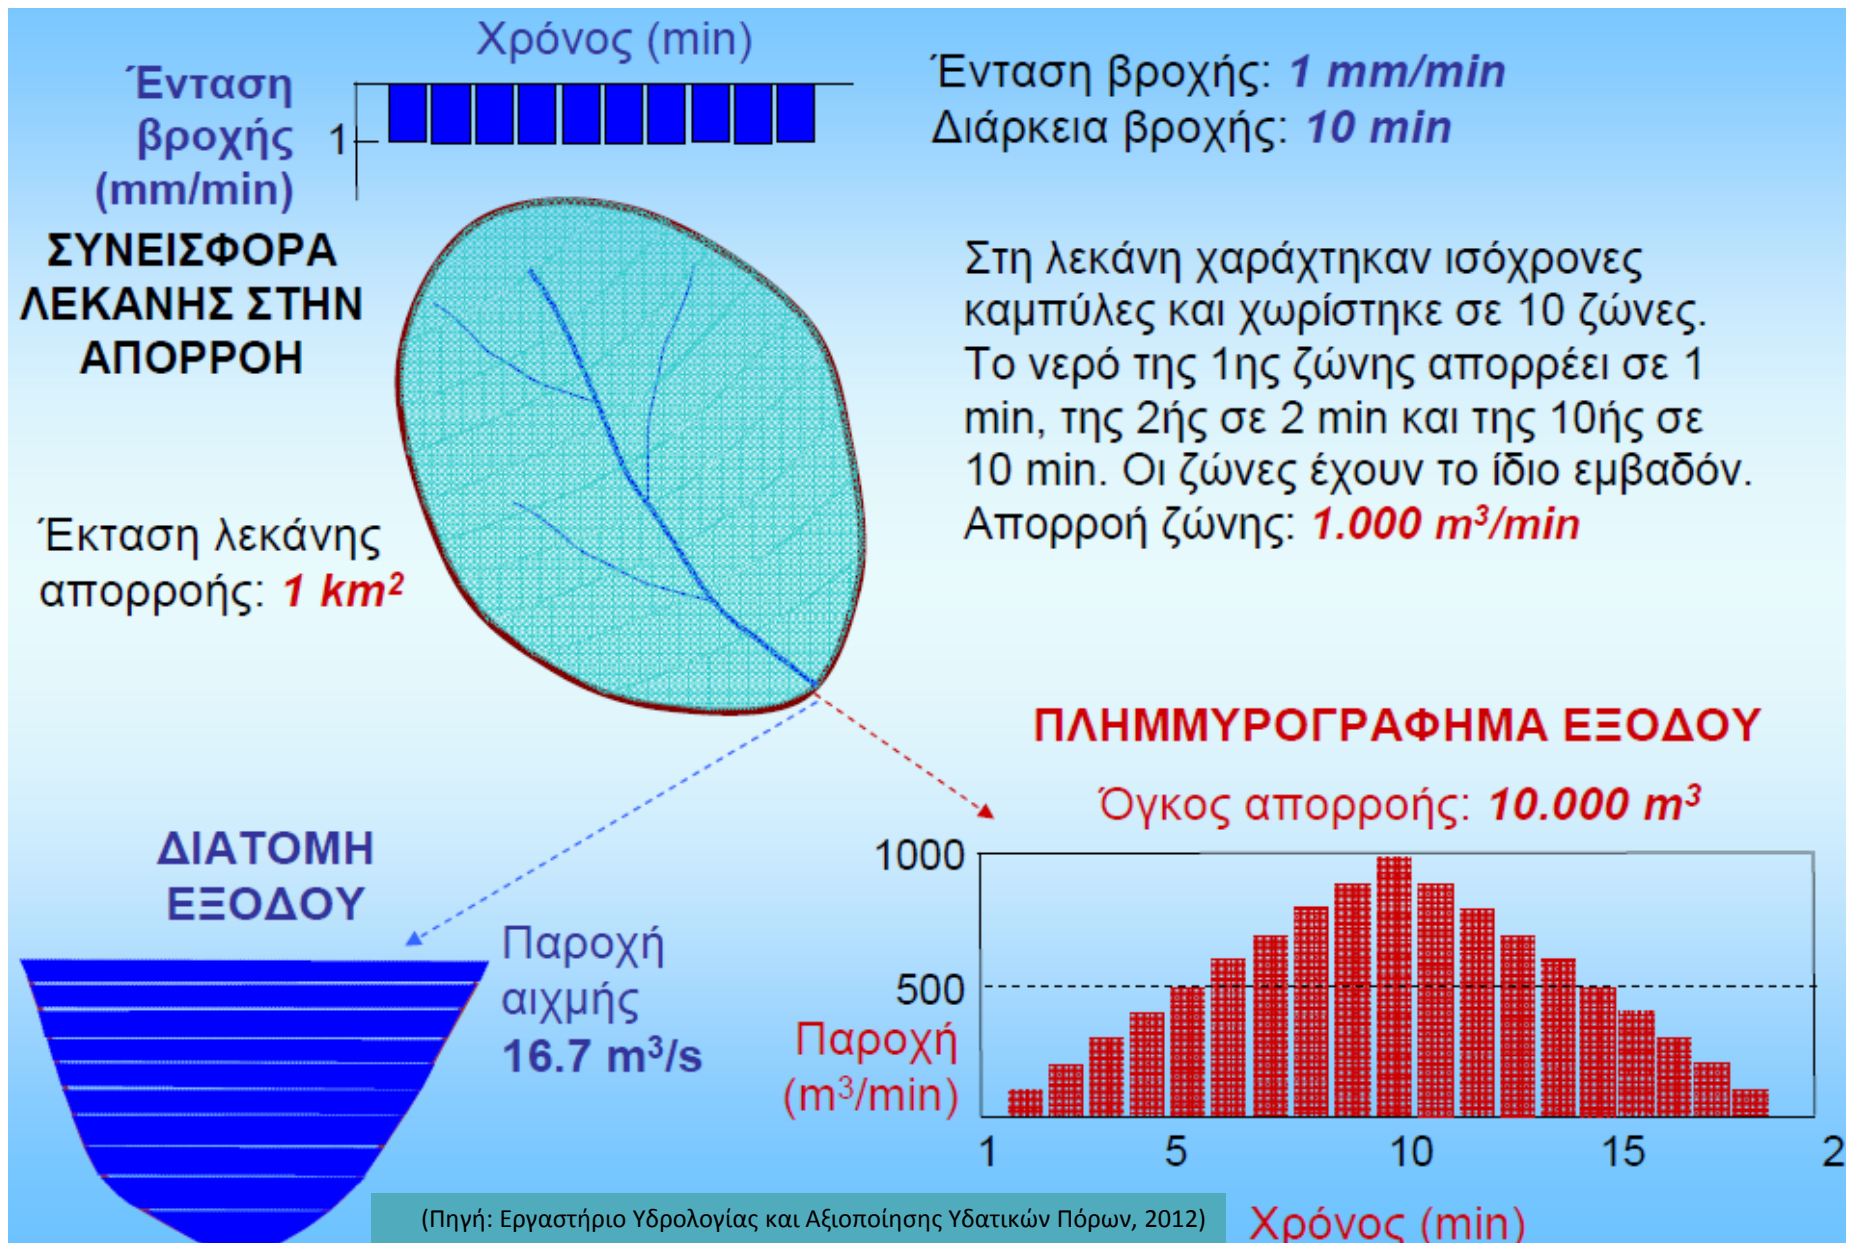 Χρόνος (min)
Ένταση
βροχής
(mm/min)
1
Ένταση βροχής: 1 mm/min
Διάρκεια βροχής: 10 min
ΣΥΝΕΙΣΦΟΡΑ
ΛΕΚΑΝΗΣ ΣΤΗΝ
ΑΠΟΡΡΟΗ
Στη λεκάνη χαράχτηκαν ισόχρονες
καμπύλες και χωρίστηκε σε 10 ζώνες.
Το νερό της 1ης ζώνης απορρέει σε 1
min, της 2ής σε 2 min και της 10ής σε
10 min. Οι ζώνες έχουν το ίδιο εμβαδόν.
Απορροή ζώνης: 1.000 m³/min
Έκταση λεκάνης
απορροής: 1 km²
ΠΛΗΜΜΥΡΟΓΡΑΦΗΜΑ ΕΞΟΔΟΥ
Όγκος απορροής: 10.000 m³
ΔΙΑΤΟΜΗ
ΕΞΟΔΟΥ
Παροχή
αιχμής
16.7 m³/s
1000
500
Παροχή
(m³/min)
1 5 10 15 2
Χρόνος (min)
(Πηγή: Εργαστήριο Υδρολογίας και Αξιοποίησης Υδατικών Πόρων, 2012)